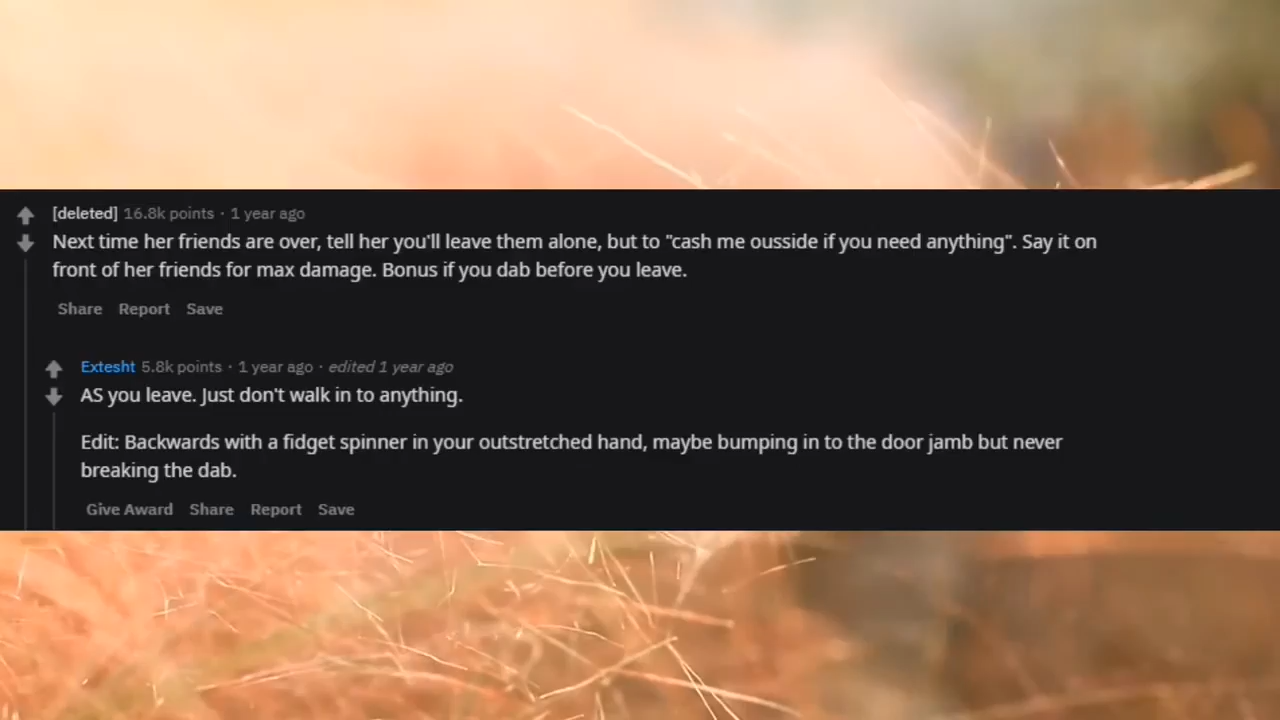 [deleted] 16.8k points · 1 year ago
Next time her friends are over, tell her you'll leave them alone, but to "cash me ousside if you need anything". Say it on
front of her friends for max damage. Bonus if you dab before you leave.
Share Report Save
Extesht 5.8k points · 1 year ago · edited 1 year ago
AS you leave. Just don't walk in to anything.
Edit: Backwards with a fidget spinner in your outstretched hand, maybe bumping in to the door jamb but never
breaking the dab.
Give Award Share Report Save